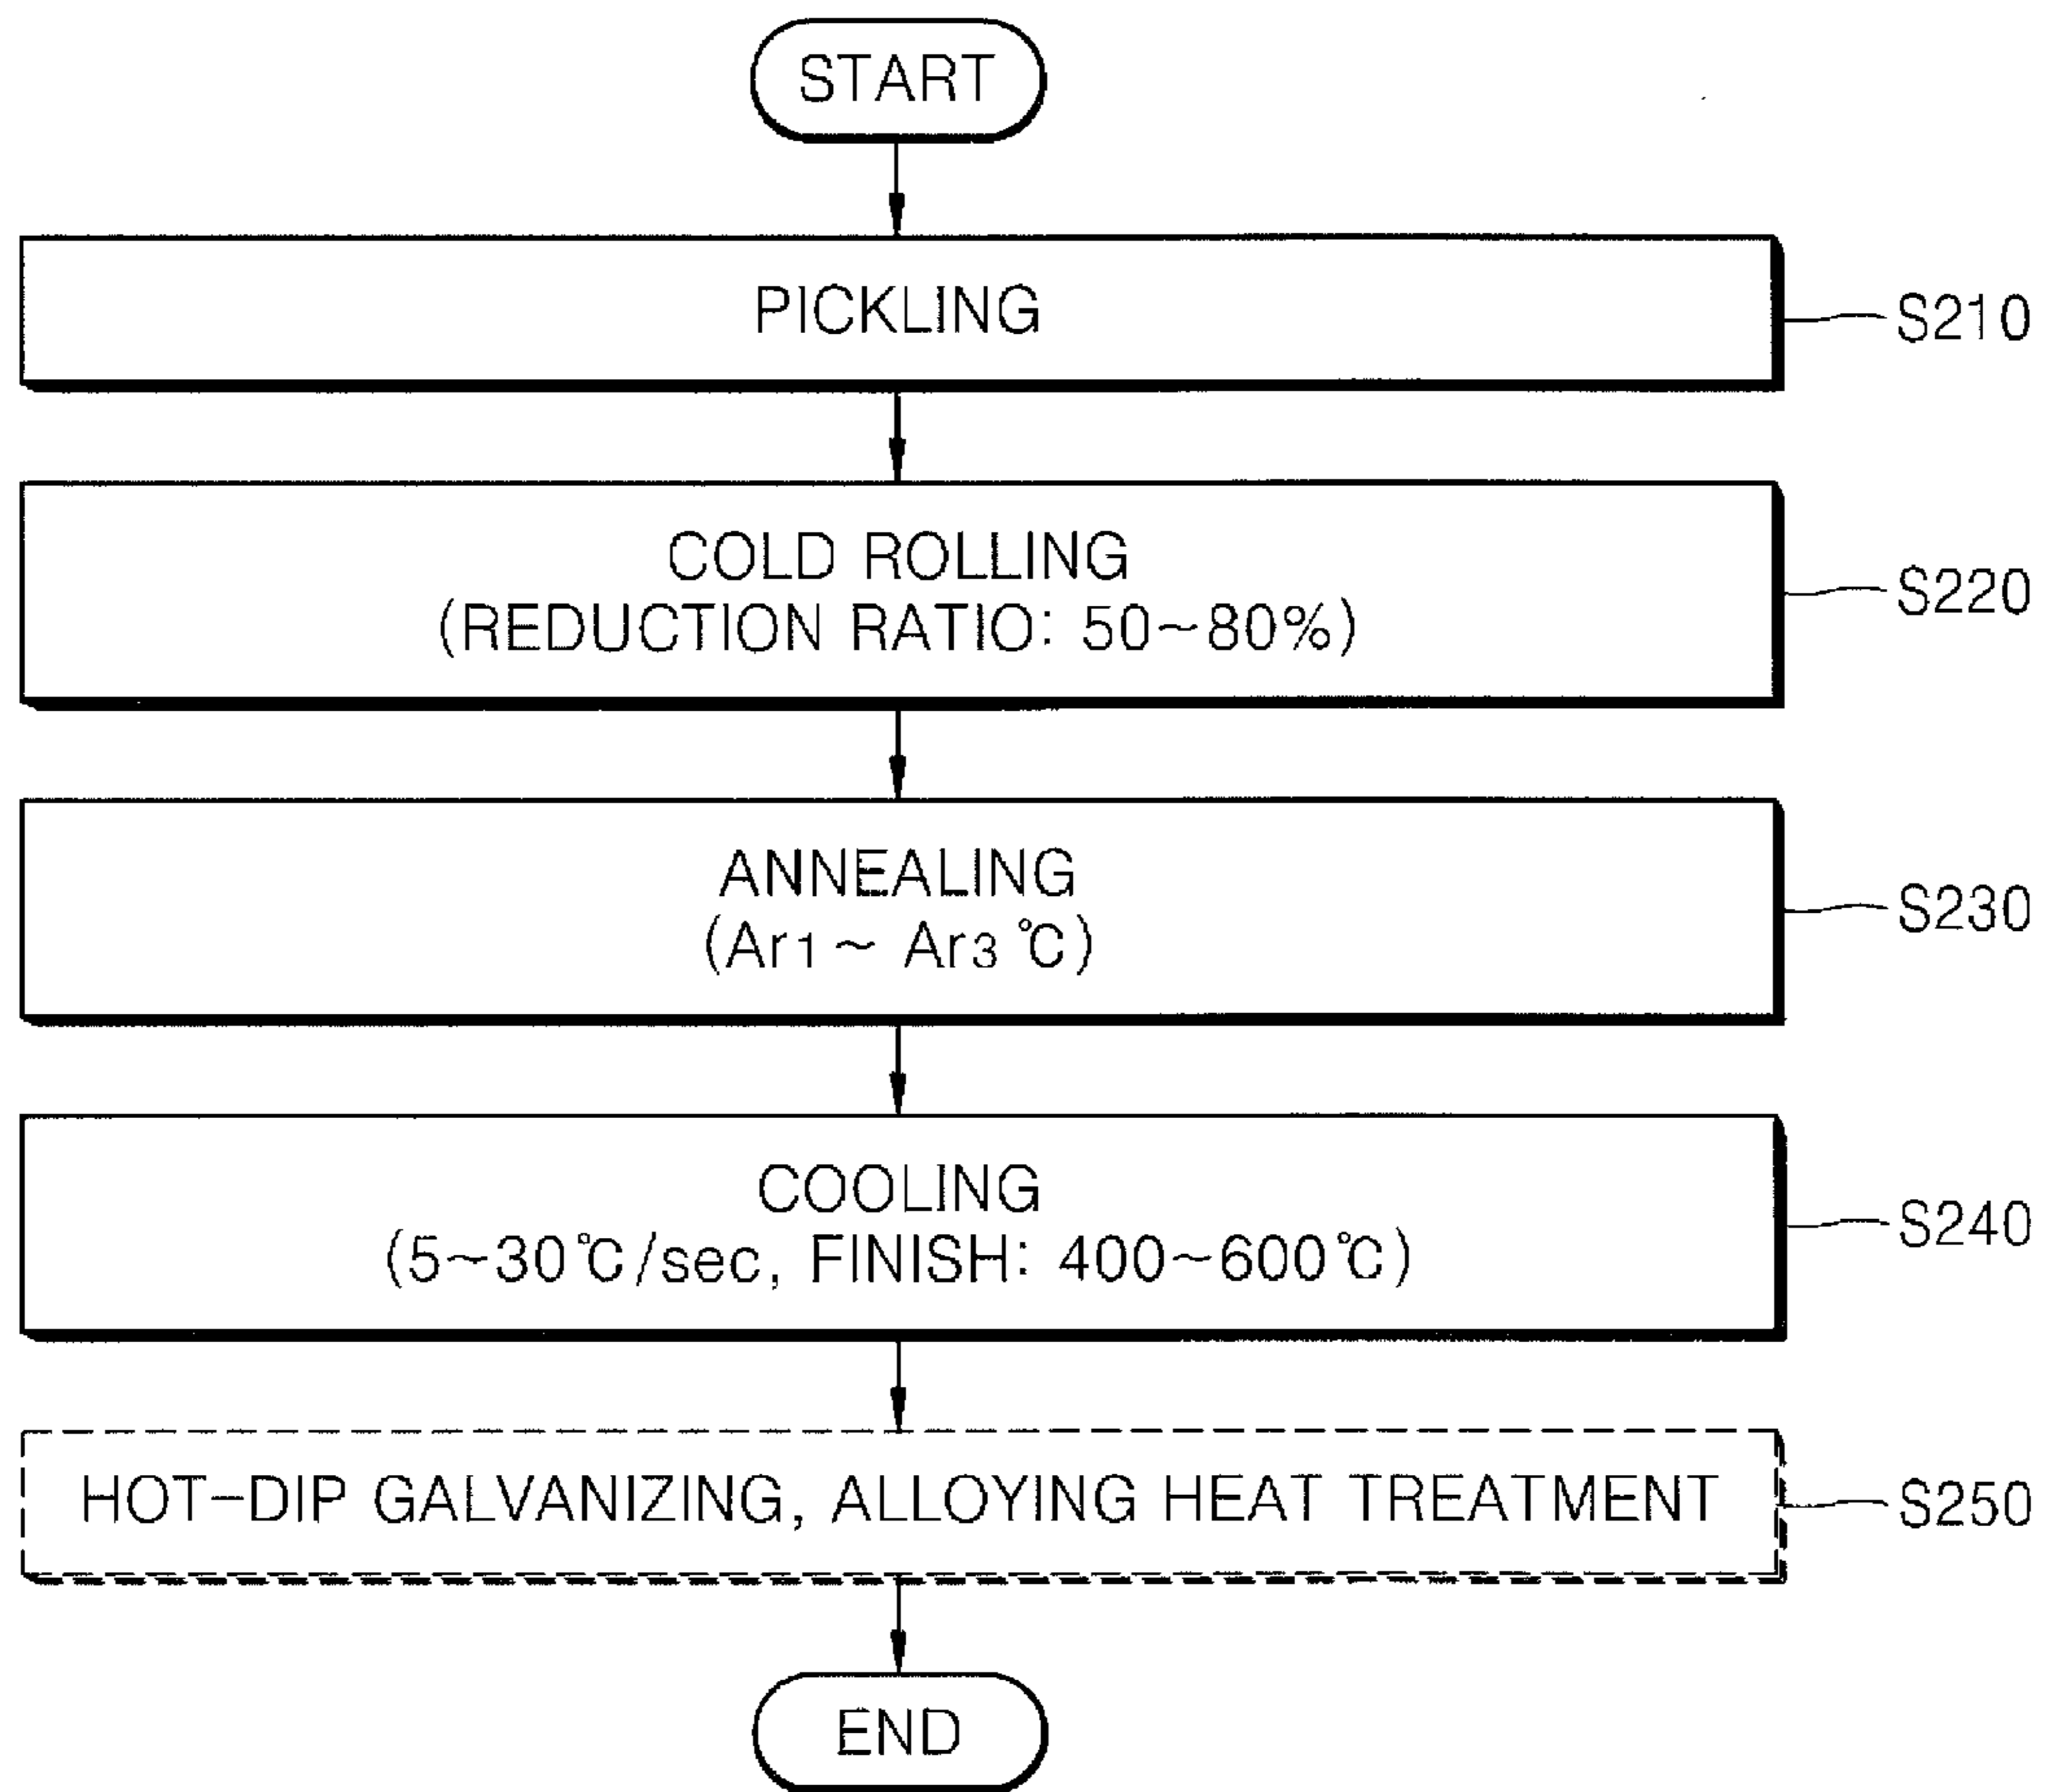 START
PICKLING
S210
COLD ROLLING
(REDUCTION RATIO: 50~80%)
S220
ANNEALING
(Ar1~ Ar3℃)
S230
COOLING
(5~30℃/sec, FINISH: 400~600℃)
S240
HOT-DIP GALVANIZING, ALLOYING HEAT TREATMENT
S250
END